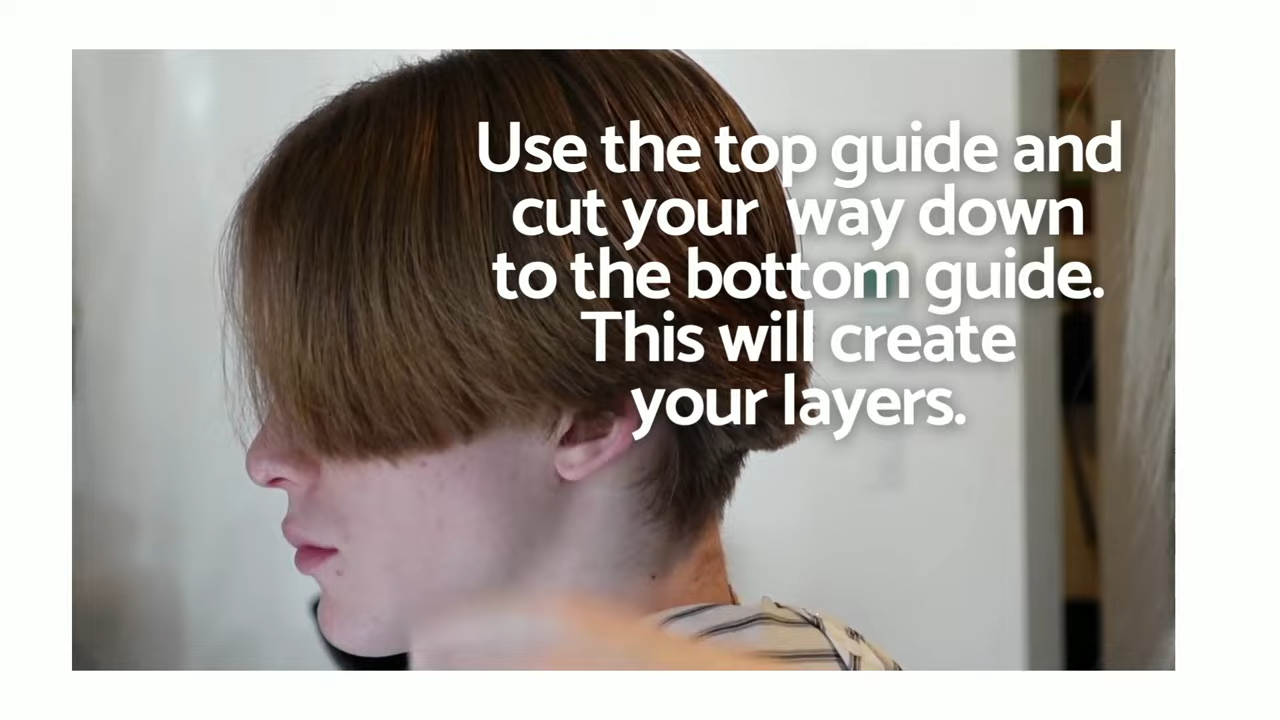 Use the top guide and
cut your way down
to the bottom guide.
This will create
your layers.